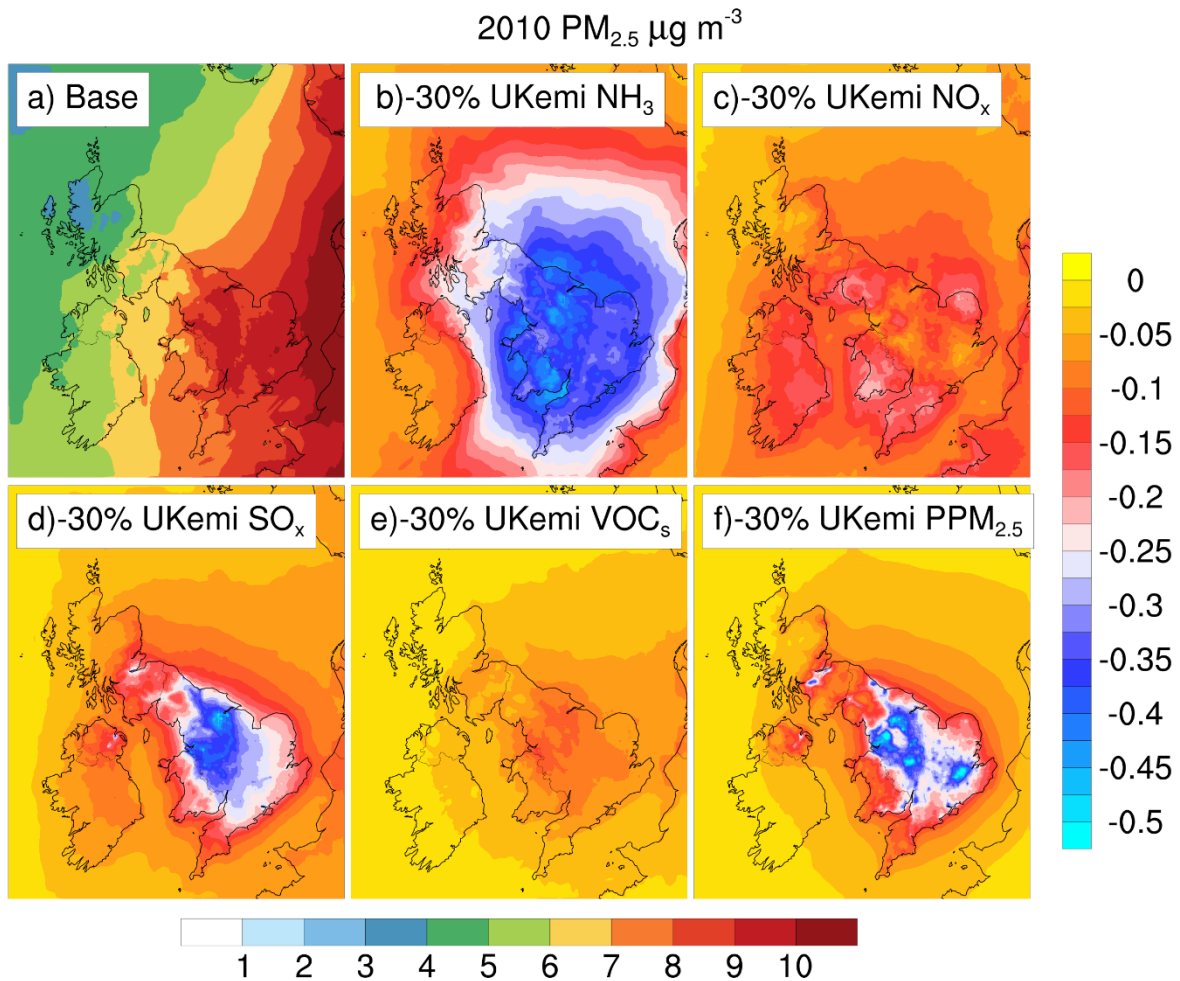 2010 PM₂.₅ μg m⁻³
a) Base
b)-30% UKemi NH₃
c)-30% UKemi NOₓ
0
-0.05
-0.1
-0.15
-0.2
-0.25
-0.3
-0.35
-0.4
-0.45
-0.5
d)-30% UKemi SOₓ
e)-30% UKemi VOCₛ
f)-30% UKemi PPM₂.₅
1 2 3 4 5 6 7 8 9 10